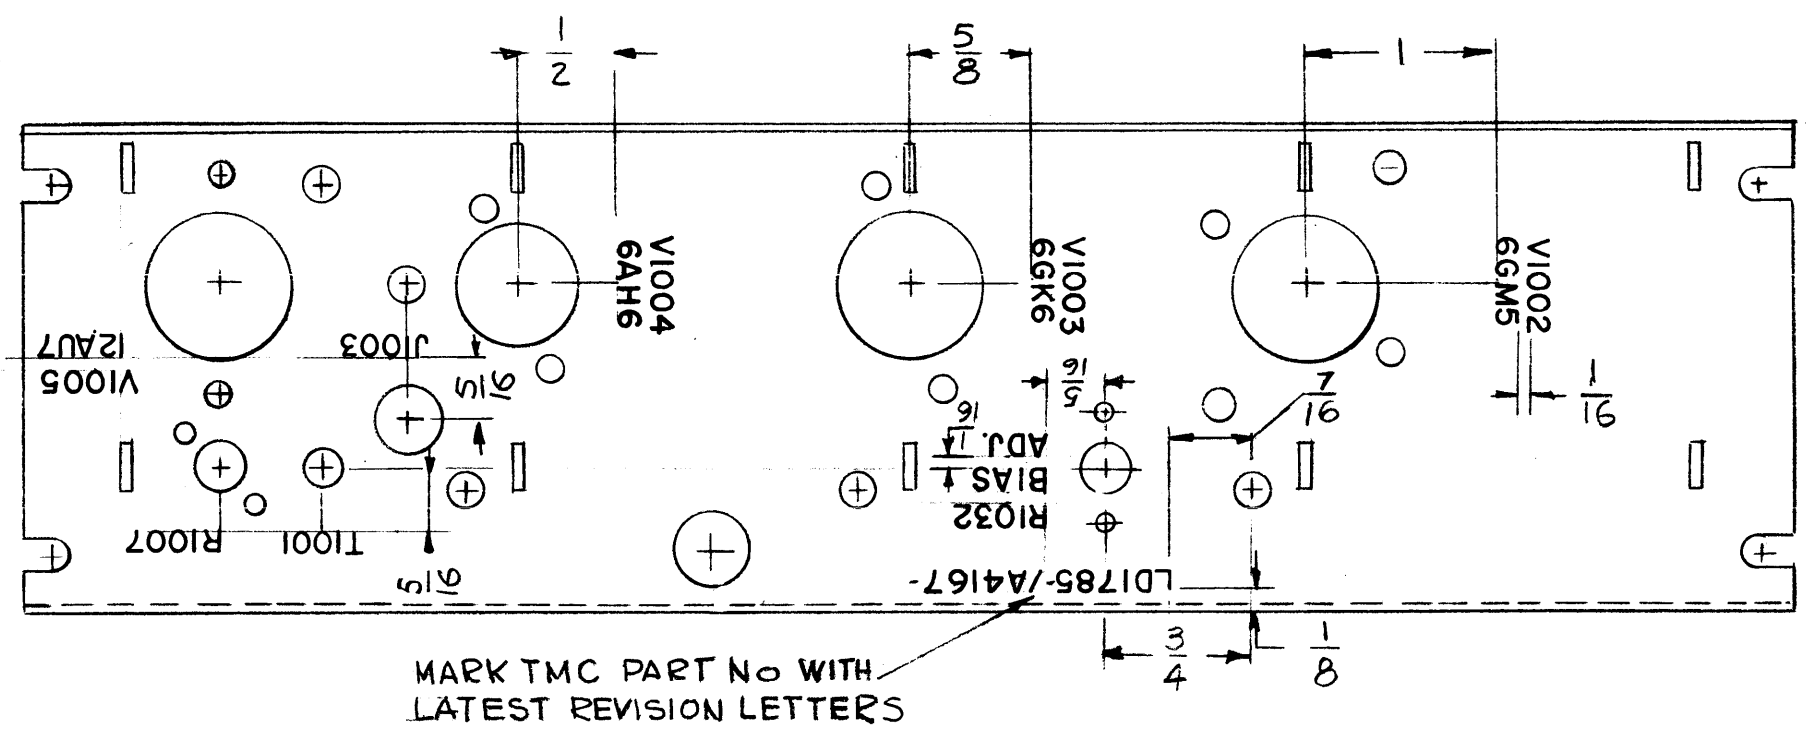 1/2
5/8
1
V1004
6AH6
V1003
6GK6
V1002
6GM5
V1005
12AU7
J1003
5/16
5/16
7/16
1/16
1/16
R1032
BIAS
ADJ.
R1007
T1001
5/16
LD1785-/A4167-
3/4
1/8
MARK TMC PART No WITH
LATEST REVISION LETTERS